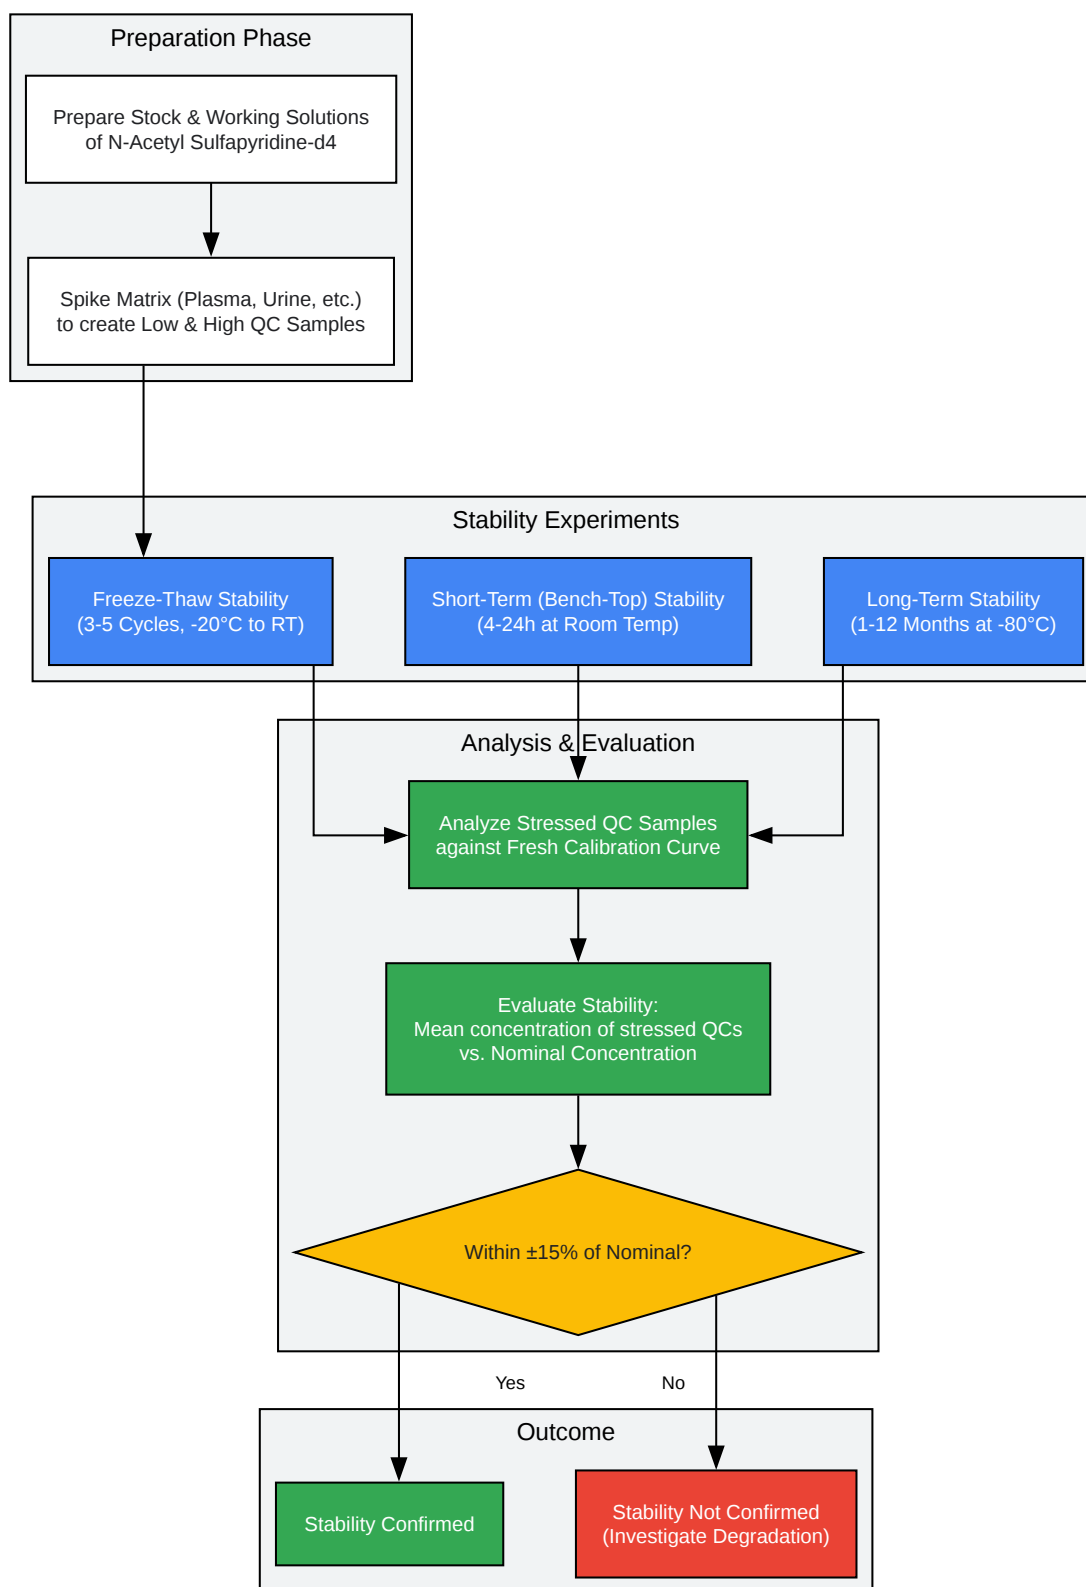 Preparation Phase
Prepare Stock & Working Solutions
of N-Acetyl Sulfapyridine-d4
Spike Matrix (Plasma, Urine, etc.)
to create Low & High QC Samples
Stability Experiments
Freeze-Thaw Stability
(3-5 Cycles, -20°C to RT)
Short-Term (Bench-Top) Stability
(4-24h at Room Temp)
Long-Term Stability
(1-12 Months at -80°C)
Analysis & Evaluation
Analyze Stressed QC Samples
against Fresh Calibration Curve
Evaluate Stability:
Mean concentration of stressed QCs
vs. Nominal Concentration
Within ±15% of Nominal?
Yes
No
Outcome
Stability Confirmed
Stability Not Confirmed
(Investigate Degradation)